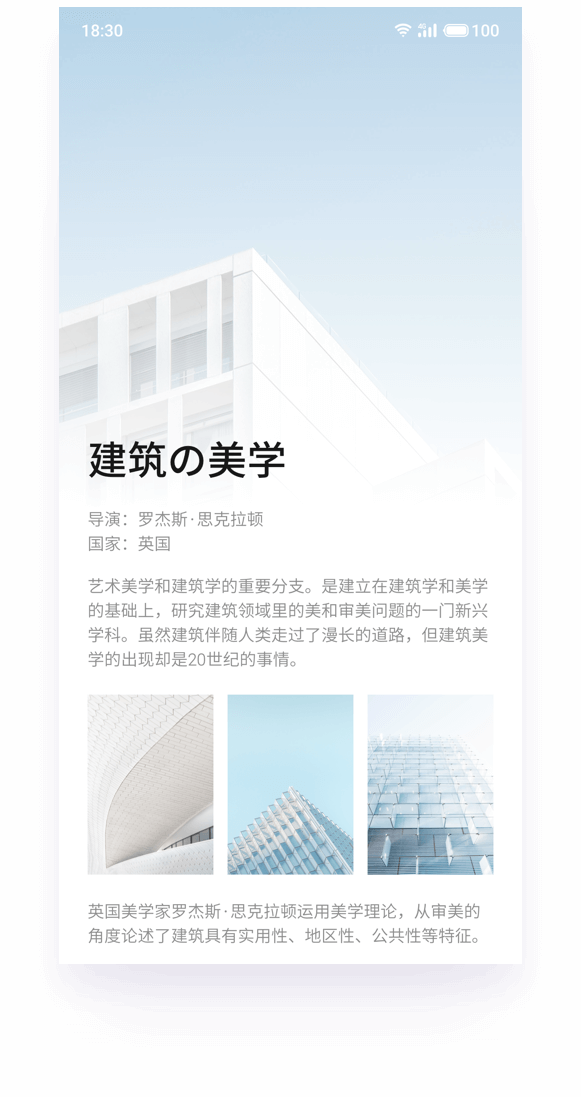 18:30
100
建筑の美学
导演：罗杰斯·思克拉顿
国家：英国
艺术美学和建筑学的重要分支。是建立在建筑学和美学
的基础上，研究建筑领域里的美和审美问题的一门新兴
学科。虽然建筑伴随人类走过了漫长的道路，但建筑美
学的出现却是20世纪的事情。
英国美学家罗杰斯·思克拉顿运用美学理论，从审美的
角度论述了建筑具有实用性、地区性、公共性等特征。